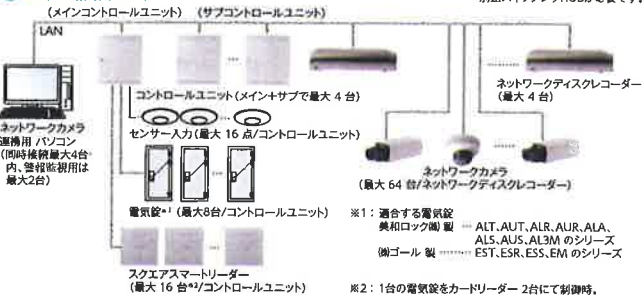 (メインコントロールユニット) (サブコントロールユニット)
LAN
コントロールユニット(メイン+サブで最大 4 台)
ネットワークディスクレコーダー
(最大 4 台)
センサー入力(最大 16 点/コントロールユニット)
ネットワークカメラ
連携用 パソコン
(同時接続最大4台
内、警報監視用は
最大2台)
ネットワークカメラ
(最大 64 台/ネットワークディスクレコーダー)
電気錠※1 (最大8台/コントロールユニット)
※1:適合する電気錠
美和ロック㈱ 製 … ALT、AUT、ALR、AUR、ALA、
ALS、AUS、AL3M のシリーズ
㈱ゴール 製 ……… EST、ESR、ESS、EM のシリーズ
スクエアスマートリーダー
(最大 16 台※2/コントロールユニット)
※2:1台の電気錠をカードリーダー 2台にて制御時。